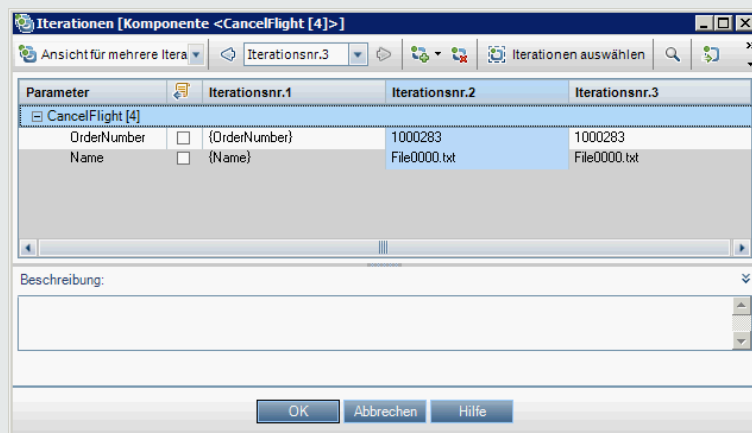 Iterationen [Komponente <CancelFlight [4]>]
Ansicht für mehrere Itera Iterationsnr.3 Iterationen auswählen
Parameter Iterationsnr.1 Iterationsnr.2 Iterationsnr.3
CancelFlight [4]
OrderNumber {OrderNumber} 1000283 1000283
Name {Name} File0000.txt File0000.txt
Beschreibung:
OK Abbrechen Hilfe